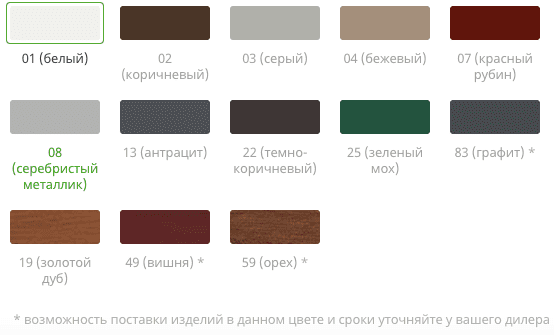 01 (белый)
02 (коричневый)
03 (серый)
04 (бежевый)
07 (красный рубин)
08 (серебристый металлик)
13 (антрацит)
22 (темно-коричневый)
25 (зеленый мох)
83 (графит) *
19 (золотой дуб)
49 (вишня) *
59 (орех) *
* возможность поставки изделий в данном цвете и сроки уточняйте у вашего дилера